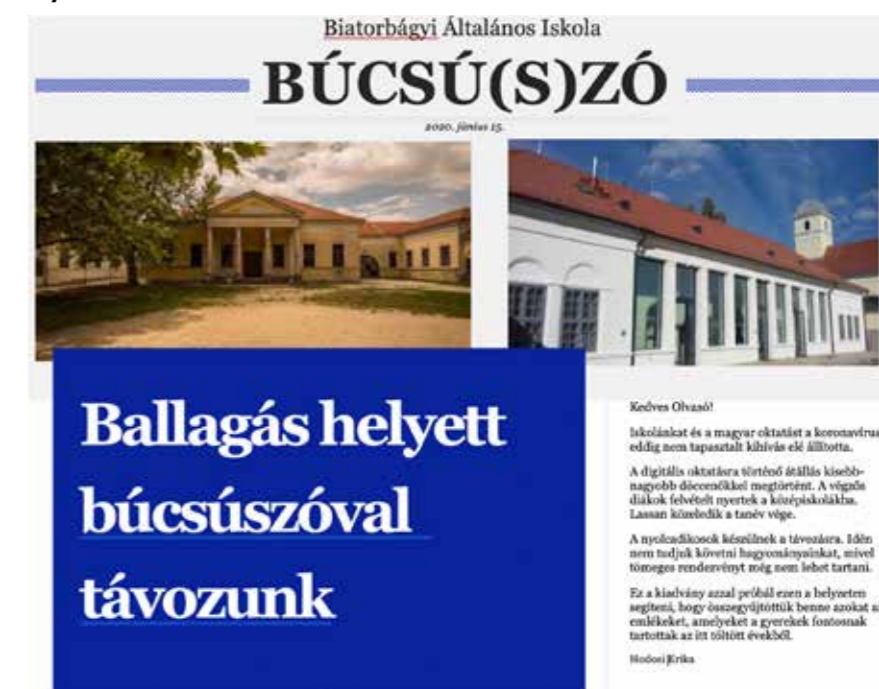 Biatorbágyi Általános Iskola
BÚCSÚ(S)ZÓ
2020. június 15.
Ballagás helyett
búcsúszóval
távozunk
Kedves Olvasó!
Iskolánkat és a magyar oktatást a koronavírus
eddig nem tapasztalt kihívás elé állította.
A digitális oktatásra történő átállás kisebb-
nagyobb döccenőkkel megtörtént. A végzős
diákok felvételt nyertek a középiskolákba.
Lassan közeledik a tanév vége.
A nyolcadikosok készülnek a távozásra. Idén
nem tudjuk követni hagyományainkat, mivel
tömeges rendezvényt még nem lehet tartani.
Ez a kiadvány azzal próbál ezen a helyzeten
segíteni, hogy összegyűjtöttük benne azokat a
emlékeket, amelyeket a gyerekek fontosnak
tartottak az itt töltött évekből.
Hodosi Erika